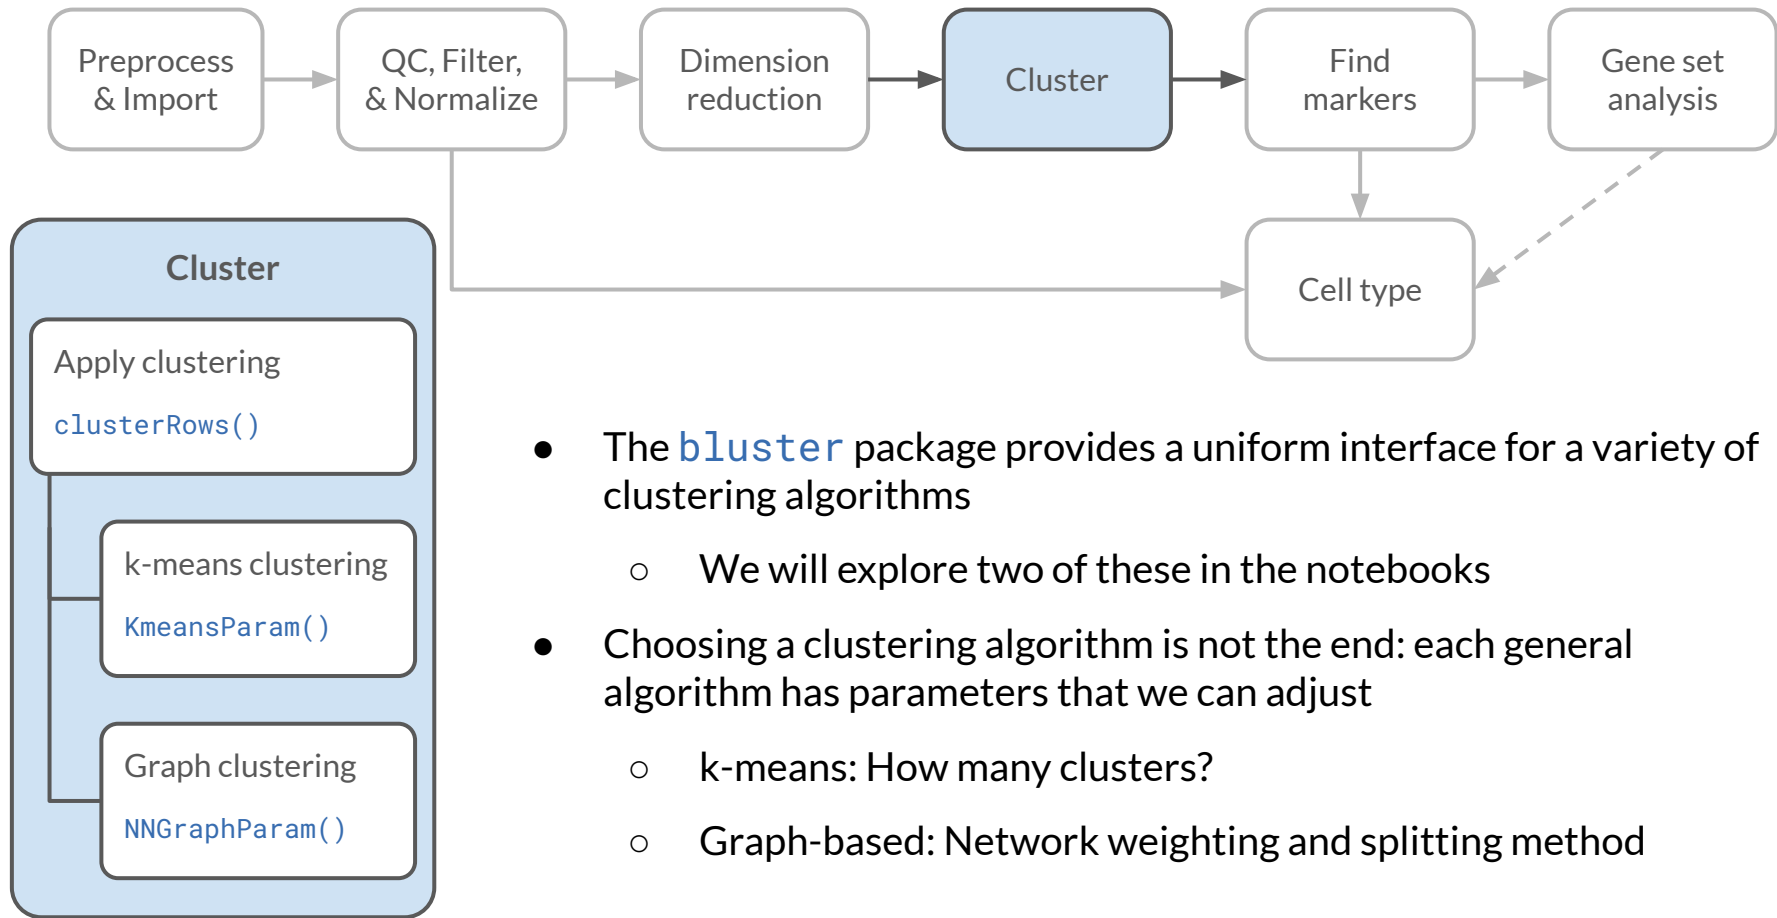 Preprocess
& Import
QC, Filter,
& Normalize
Dimension
reduction
Cluster
Find
markers
Gene set
analysis
Cell type
Cluster
Apply clustering
clusterRows()
k-means clustering
KmeansParam()
Graph clustering
NNGraphParam()
● The bluster package provides a uniform interface for a variety of
clustering algorithms
○ We will explore two of these in the notebooks
● Choosing a clustering algorithm is not the end: each general
algorithm has parameters that we can adjust
○ k-means: How many clusters?
○ Graph-based: Network weighting and splitting method